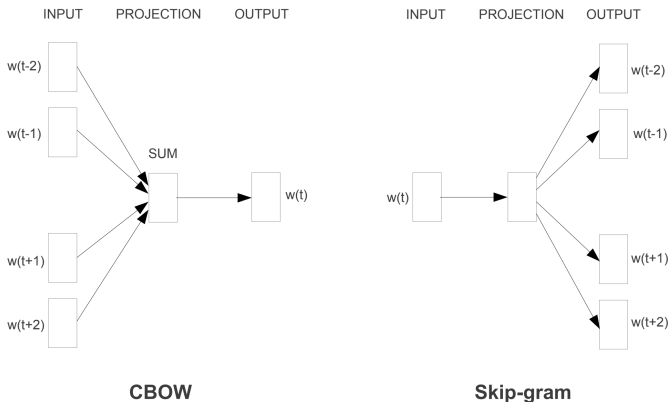 INPUT PROJECTION OUTPUT
w(t-2)
w(t-1)
SUM
w(t)
w(t+1)
w(t+2)
CBOW
INPUT PROJECTION OUTPUT
w(t-2)
w(t-1)
w(t)
w(t+1)
w(t+2)
Skip-gram